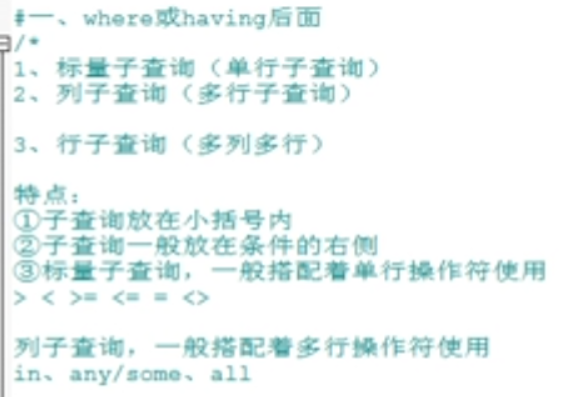 #一、where或having后面
/*
1、标量子查询（单行子查询）
2、列子查询（多行子查询）
3、行子查询（多列多行）
特点：
①子查询放在小括号内
②子查询一般放在条件的右侧
③标量子查询，一般搭配着单行操作符使用
> < >= <= = <>
列子查询，一般搭配着多行操作符使用
in、any/some、all